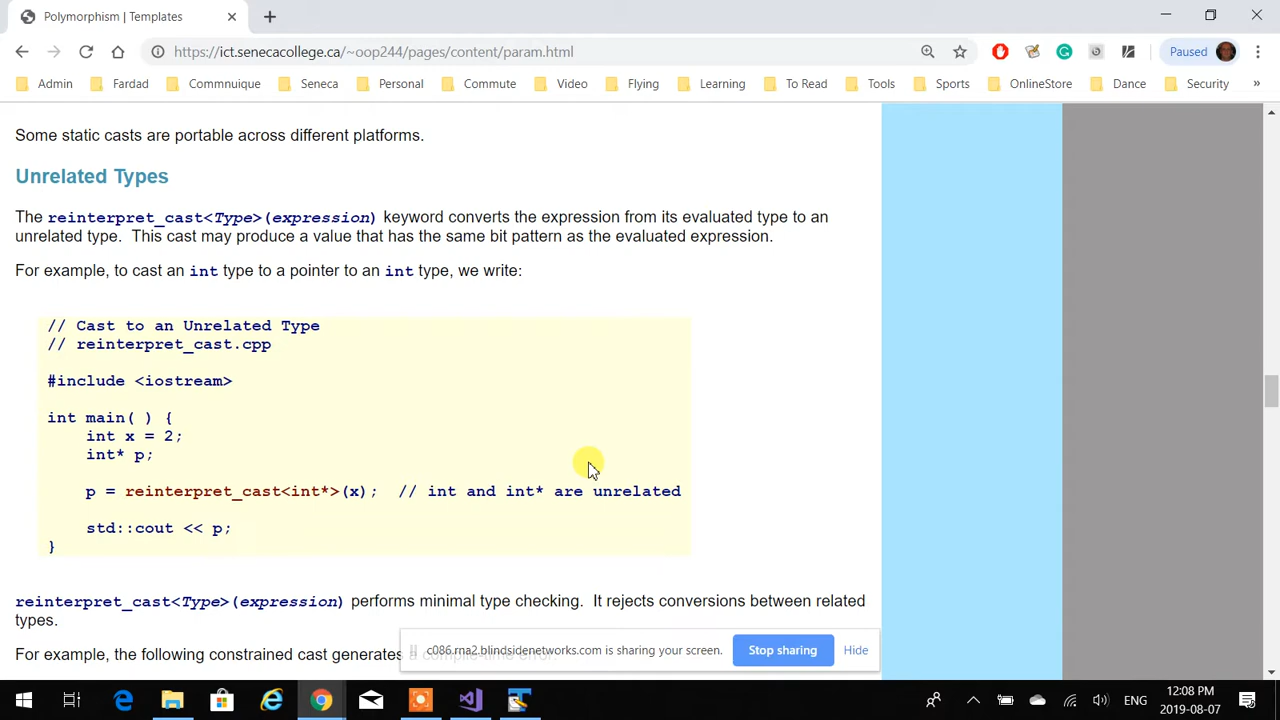 Polymorphism | Templates
https://ict.senecacollege.ca/~oop244/pages/content/param.html
Paused
Admin Fardad Commnuique Seneca Personal Commute Video Flying Learning To Read Tools Sports OnlineStore Dance Security »
Some static casts are portable across different platforms.
Unrelated Types
The reinterpret_cast<Type>(expression) keyword converts the expression from its evaluated type to an
unrelated type. This cast may produce a value that has the same bit pattern as the evaluated expression.
For example, to cast an int type to a pointer to an int type, we write:
// Cast to an Unrelated Type
// reinterpret_cast.cpp
#include <iostream>
int main( ) {
int x = 2;
int* p;
p = reinterpret_cast<int*>(x); // int and int* are unrelated
std::cout << p;
}
reinterpret_cast<Type>(expression) performs minimal type checking. It rejects conversions between related
types.
For example, the following constrained cast generates a compile-time error:
c086.rna2.blindsidenetworks.com is sharing your screen. Stop sharing Hide
ENG
12:08 PM
2019-08-07